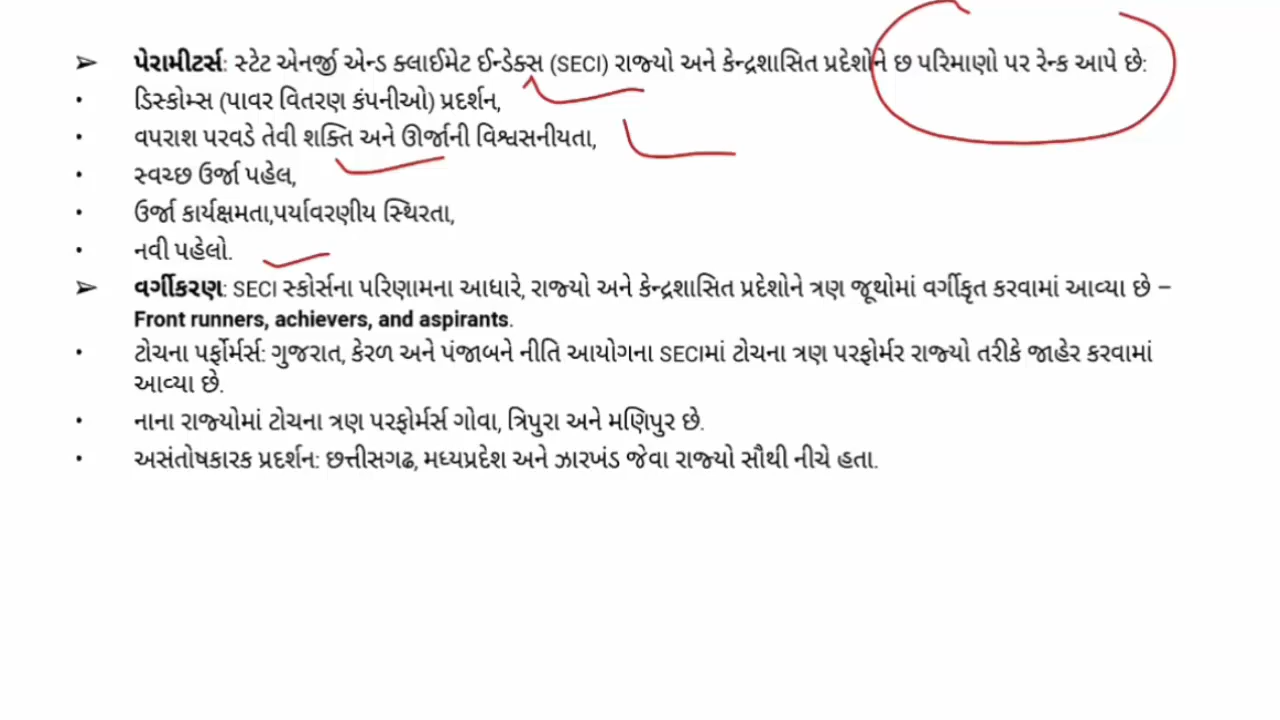 ➢ પેરામીટર્સ: સ્ટેટ એનર્જી એન્ડ ક્લાઈમેટ ઈન્ડેક્સ (SECI) રાજ્યો અને કેન્દ્રશાસિત પ્રદેશોને છ પરિમાણો પર રેન્ક આપે છે:
• ડિસ્કોમ્સ (પાવર વિતરણ કંપનીઓ) પ્રદર્શન,
• વપરાશ પરવડે તેવી શક્તિ અને ઊર્જાની વિશ્વસનીયતા,
• સ્વચ્છ ઉર્જા પહેલ,
• ઉર્જા કાર્યક્ષમતા,પર્યાવરણીય સ્થિરતા,
• નવી પહેલો.
➢ વર્ગીકરણ: SECI સ્કોર્સના પરિણામના આધારે, રાજ્યો અને કેન્દ્રશાસિત પ્રદેશોને ત્રણ જૂથોમાં વર્ગીકૃત કરવામાં આવ્યા છે –
Front runners, achievers, and aspirants.
• ટોચના પર્ફોર્મર્સ: ગુજરાત, કેરળ અને પંજાબને નીતિ આયોગના SECIમાં ટોચના ત્રણ પરફોર્મર રાજ્યો તરીકે જાહેર કરવામાં
આવ્યા છે.
• નાના રાજ્યોમાં ટોચના ત્રણ પરફોર્મર્સ ગોવા, ત્રિપુરા અને મણિપુર છે.
• અસંતોષકારક પ્રદર્શન: છત્તીસગઢ, મધ્યપ્રદેશ અને ઝારખંડ જેવા રાજ્યો સૌથી નીચે હતા.